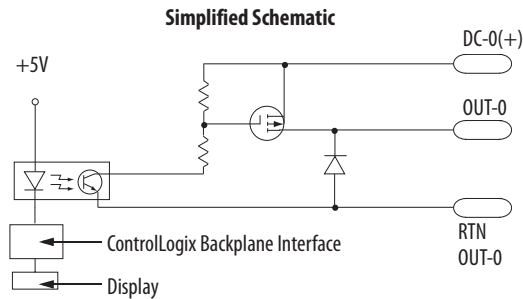 Simplified Schematic
DC-0(+)
+5V
OUT-0
RTN
OUT-0
ControlLogix Backplane Interface
Display